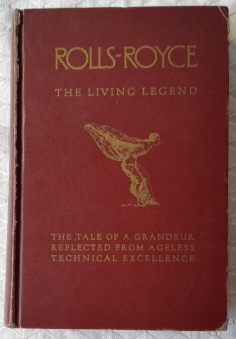 ROLLS-ROYCE
THE LIVING LEGEND
THE TALE OF A GRANDEUR
REFLECTED FROM AGELESS
TECHNICAL EXCELLENCE